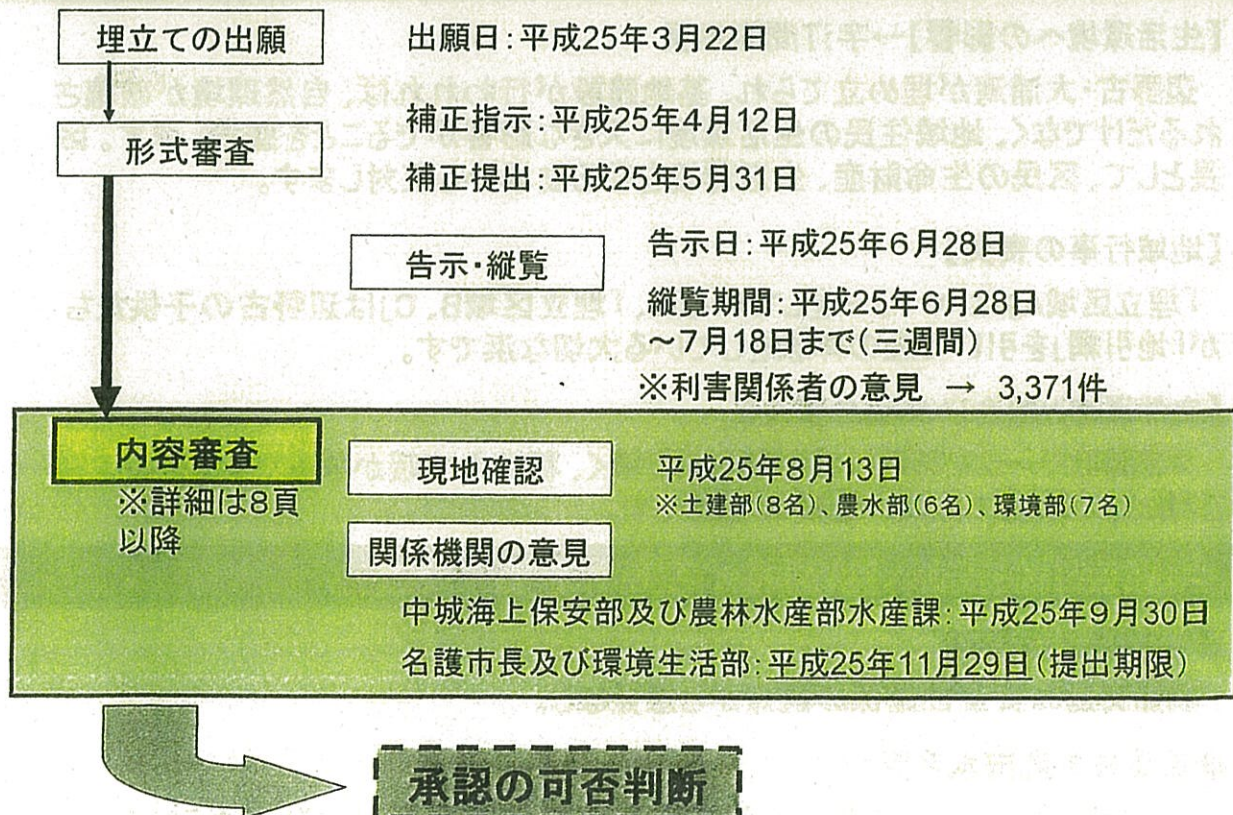 埋立ての出願
出願日:平成25年3月22日
形式審査
補正指示:平成25年4月12日
補正提出:平成25年5月31日
告示・縦覧
告示日:平成25年6月28日
縦覧期間:平成25年6月28日
～7月18日まで(三週間)
※利害関係者の意見 → 3,371件
内容審査
※詳細は8頁
以降
現地確認
平成25年8月13日
※土建部(8名)、農水部(6名)、環境部(7名)
関係機関の意見
中城海上保安部及び農林水産部水産課:平成25年9月30日
名護市長及び環境生活部:平成25年11月29日(提出期限)
承認の可否判断